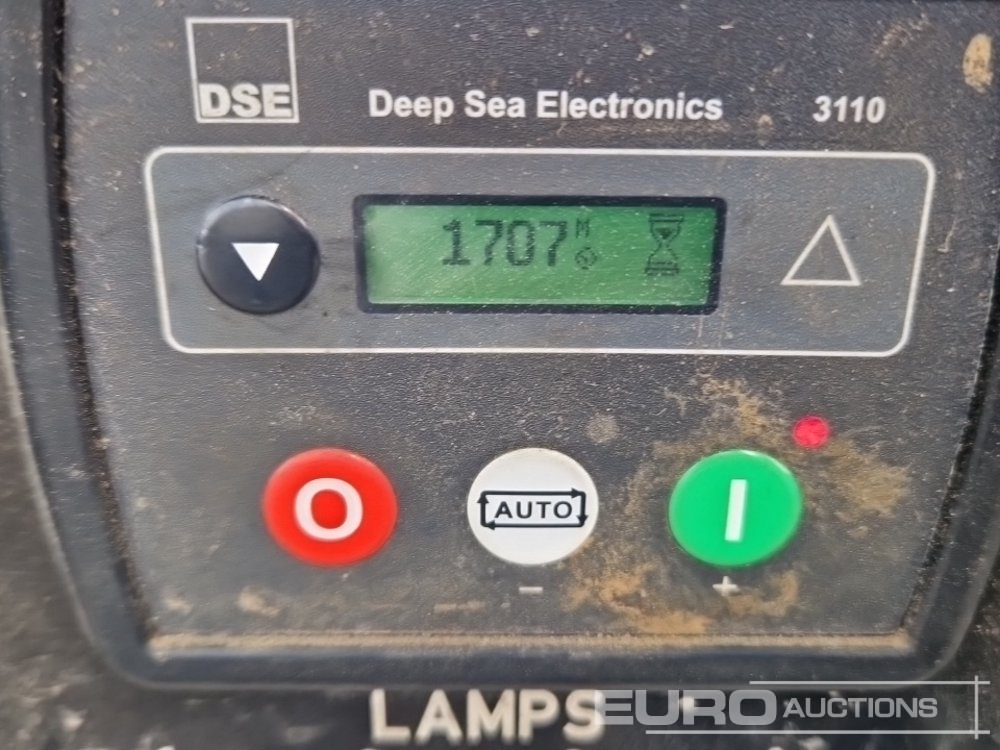 DSE
Deep Sea Electronics 3110
1707 M
O AUTO I
- +
LAMPS
EURO AUCTIONS